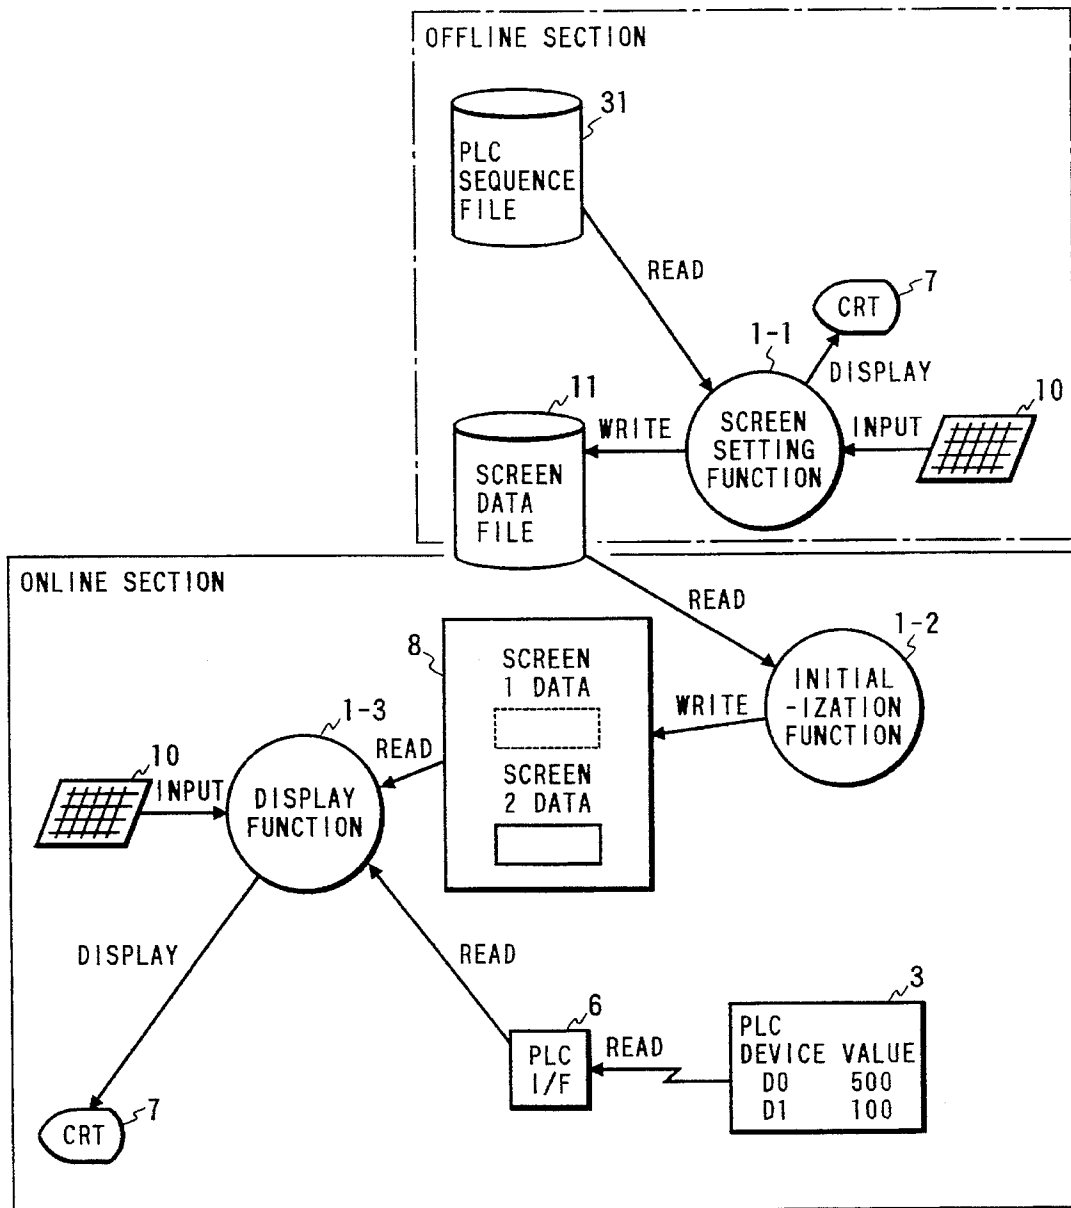 OFFLINE SECTION
31
PLC
SEQUENCE
FILE
READ
7
CRT
1-1
DISPLAY
11
10
WRITE
SCREEN
SETTING
FUNCTION
INPUT
SCREEN
DATA
FILE
ONLINE SECTION
READ
1-2
8
SCREEN
1 DATA
INITIAL
-IZATION
FUNCTION
WRITE
1-3
READ
10
INPUT
DISPLAY
FUNCTION
SCREEN
2 DATA
DISPLAY
READ
3
6
PLC
DEVICE VALUE
D0 500
D1 100
READ
PLC
I/F
7
CRT